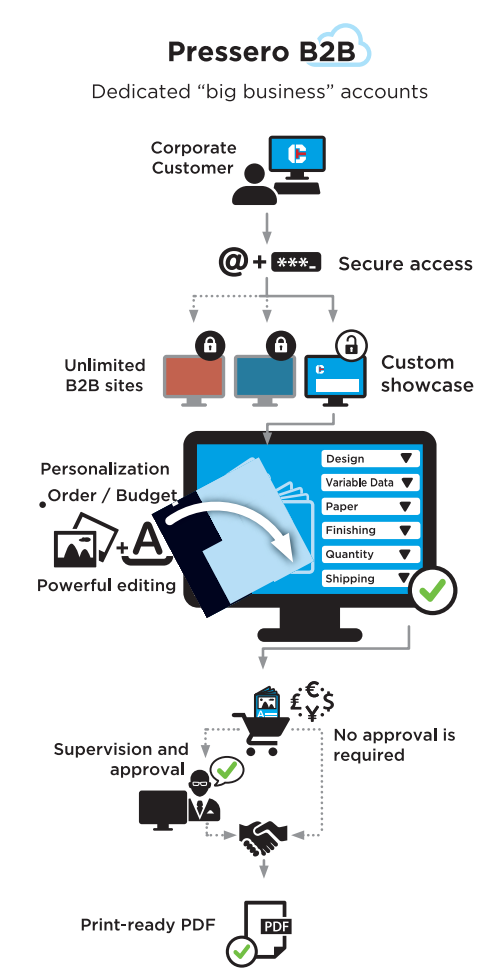 Pressero B2B
Dedicated “big business” accounts
Corporate
Customer
@ + ***_
Secure access
Unlimited
B2B sites
Custom
showcase
Personalization
Order / Budget
Powerful editing
Design
Variable Data
Paper
Finishing
Quantity
Shipping
+A
A
£ € $ ¥
Supervision and
approval
No approval is
required
Print-ready PDF
PDF